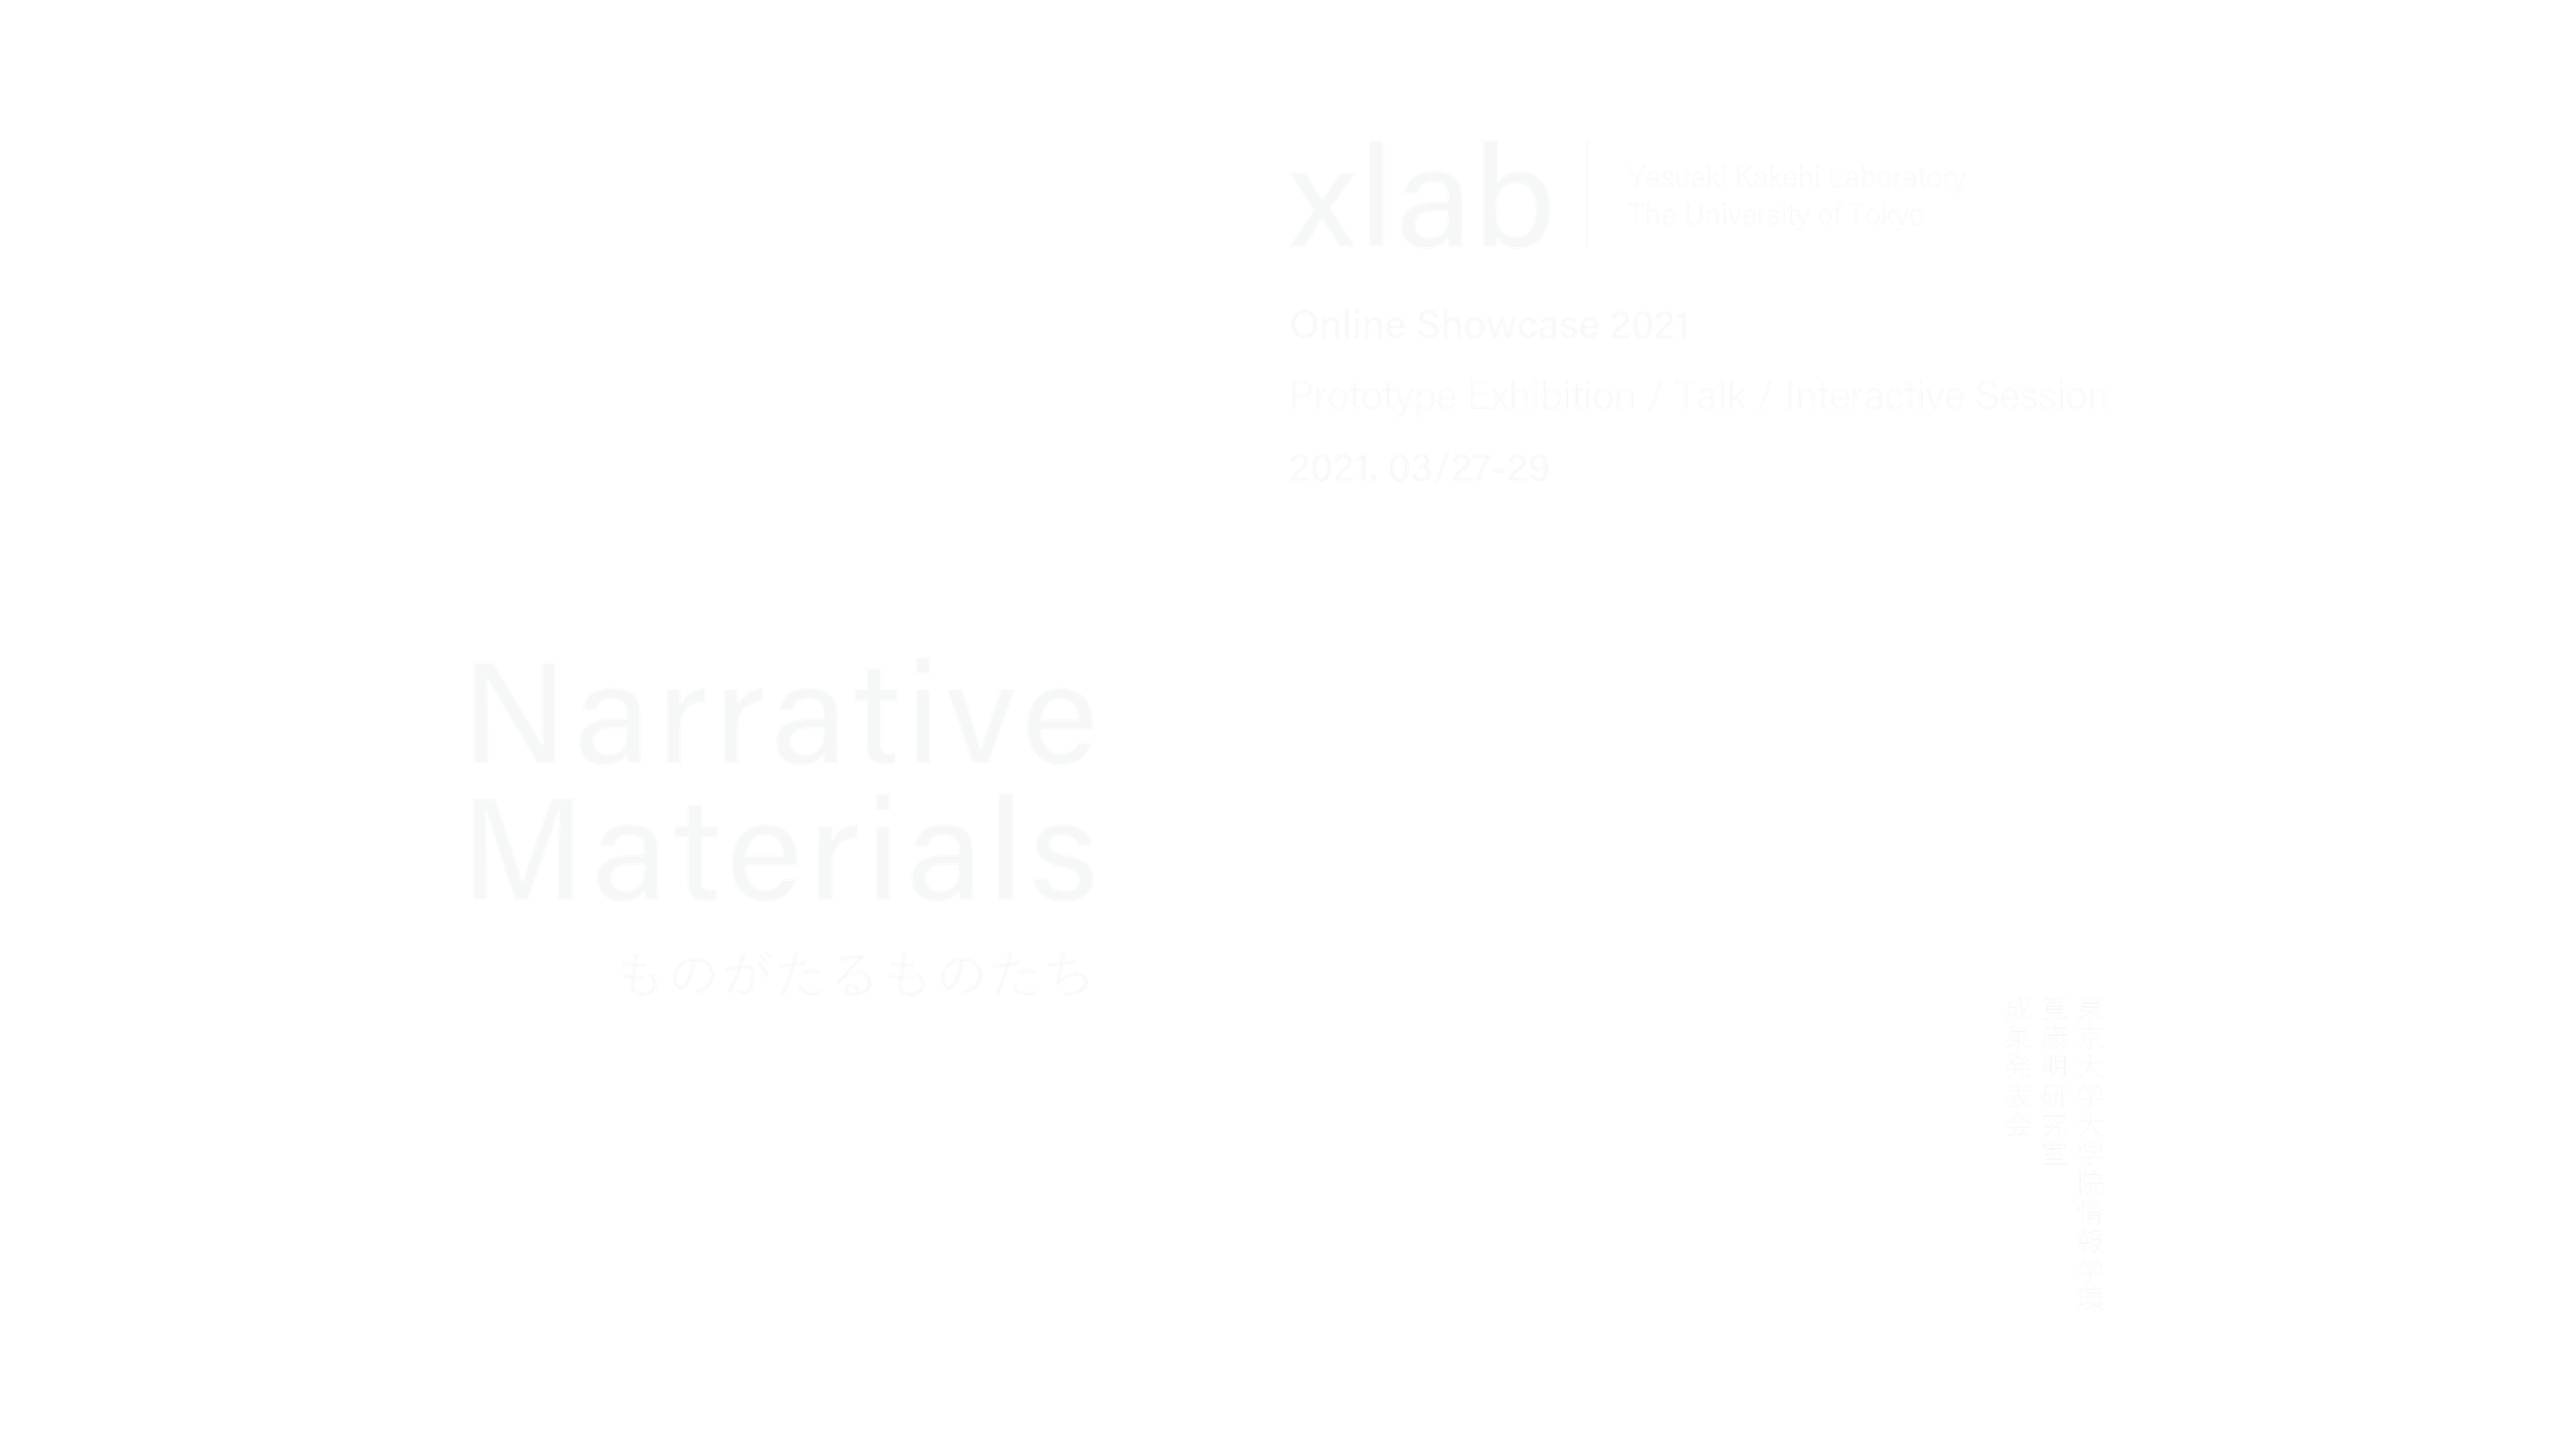 xlab
Yasuaki Kakehi Laboratory
The University of Tokyo
Online Showcase 2021
Prototype Exhibition / Talk / Interactive Session
2021. 03/27-29
Narrative
Materials
ものがたるものたち
東京大学大学院情報学環
筧康明研究室
成果発表会